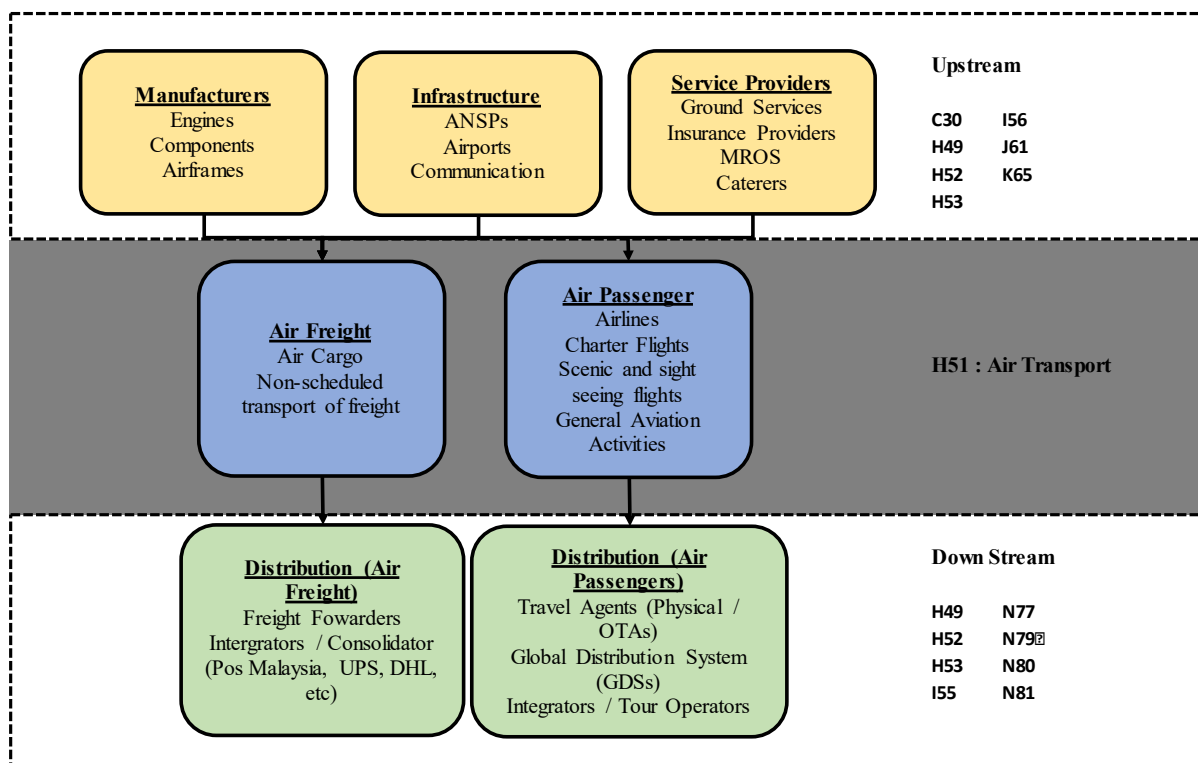 Manufacturers
Engines
Components
Airframes
Infrastructure
ANSPs
Airports
Communication
Service Providers
Ground Services
Insurance Providers
MROS
Caterers
Upstream
C30 I56
H49 J61
H52 K65
H53
Air Freight
Air Cargo
Non-scheduled
transport of freight
Air Passenger
Airlines
Charter Flights
Scenic and sight
seeing flights
General Aviation
Activities
H51 : Air Transport
Distribution (Air
Freight)
Freight Fowarders
Intergrators / Consolidator
(Pos Malaysia, UPS, DHL,
etc)
Distribution (Air
Passengers)
Travel Agents (Physical /
OTAs)
Global Distribution System
(GDSs)
Integrators / Tour Operators
Down Stream
H49 N77
H52 N79⍰
H53 N80
I55 N81